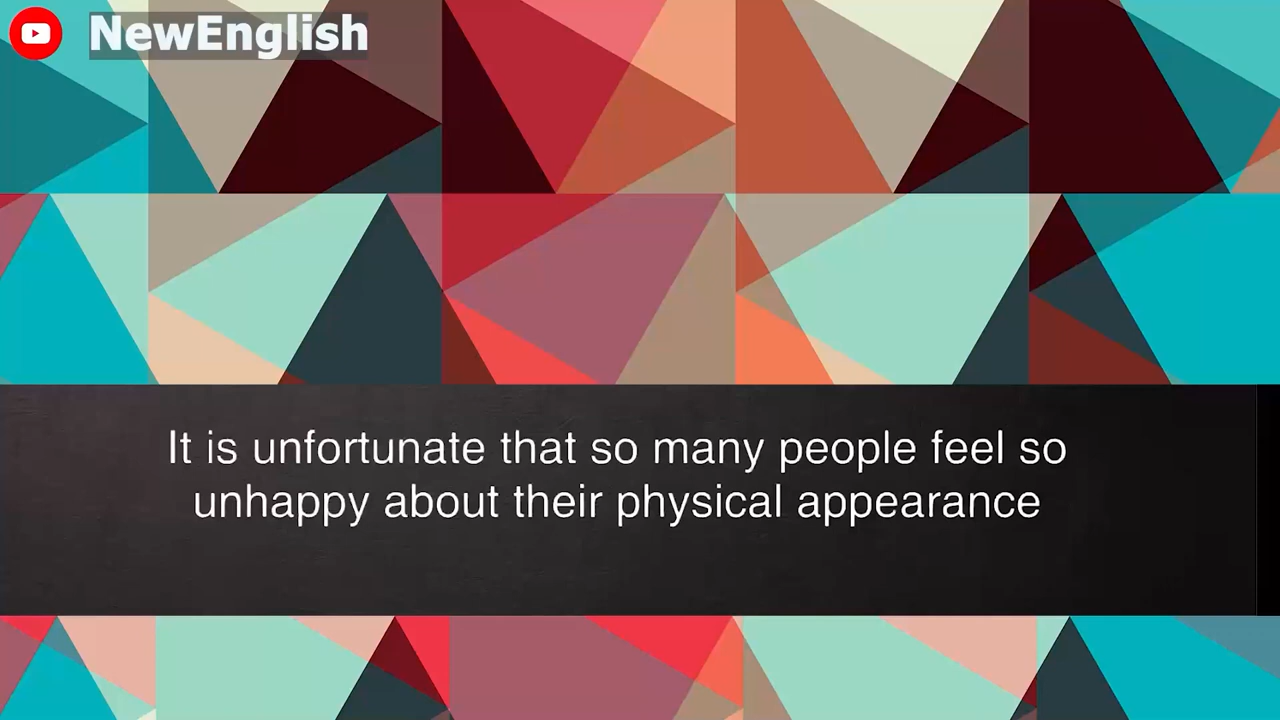 NewEnglish
It is unfortunate that so many people feel so
unhappy about their physical appearance